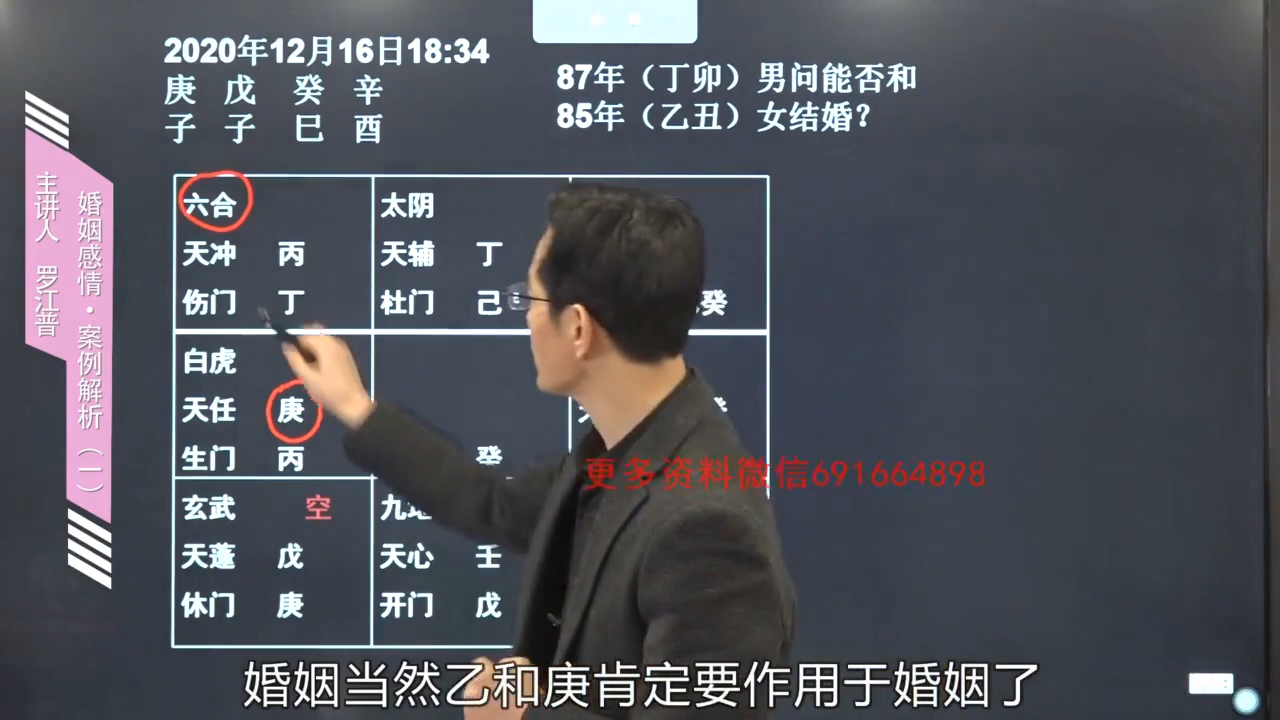 2020年12月16日18:34
庚 戊 癸 辛
子 子 巳 酉
87年（丁卯）男问能否和
85年（乙丑）女结婚？
主讲人 罗江普
婚姻感情·案例解析（一）
六合
天冲 丙
伤门 丁
太阴
天辅 丁
杜门 己
癸
白虎
天任 庚
生门 丙
癸
玄武 空
天蓬 戊
休门 庚
九地
天心 壬
开门 戊
更多资料微信691664898
婚姻当然乙和庚肯定要作用于婚姻了